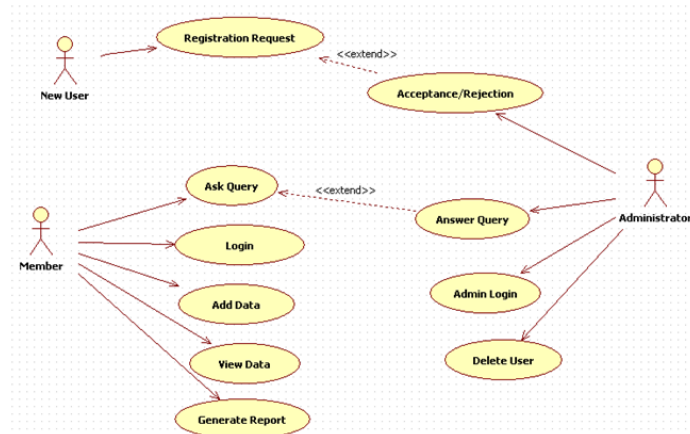 Registration Request
<<extend>>
New User
Acceptance/Rejection
Ask Query
<<extend>>
Answer Query
Administrator
Member
Login
Add Data
Admin Login
View Data
Delete User
Generate Report